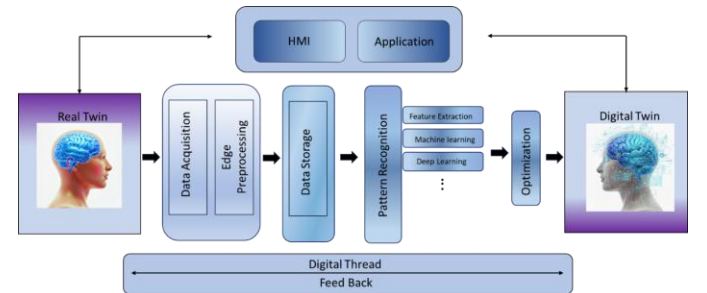 HMI
Application
Real Twin
Data Acquisition
Edge
Preprocessing
Data Storage
Pattern Recognition
Feature Extraction
Machine learning
Deep Learning
⋮
Optimization
Digital Twin
Digital Thread
Feed Back